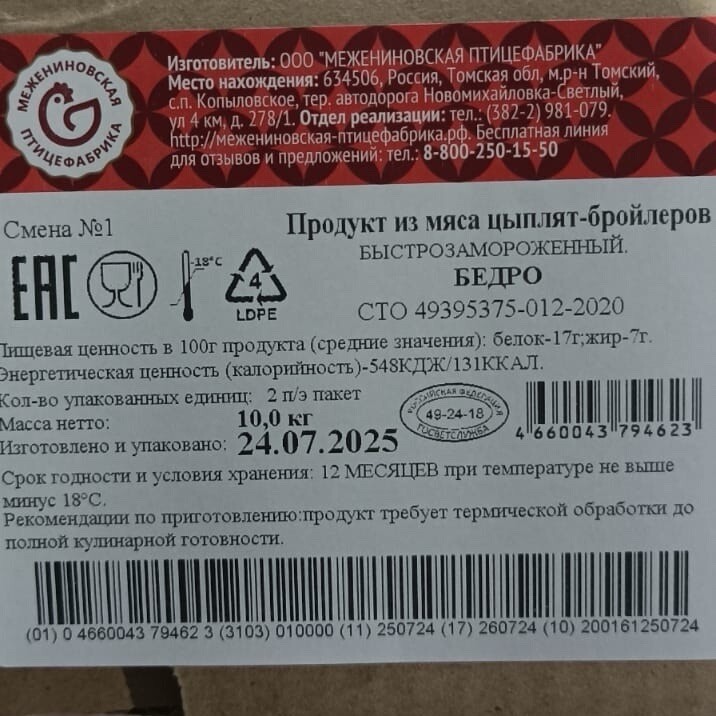 МЕЖЕНИНОВСКАЯ
ПТИЦЕФАБРИКА
Изготовитель: ООО "МЕЖЕНИНОВСКАЯ ПТИЦЕФАБРИКА"
Место нахождения: 634506, Россия, Томская обл, м.р-н Томский,
с.п. Копыловское, тер. автодорога Новомихайловка-Светлый,
ул 4 км, д. 278/1. Отдел реализации: тел.: (382-2) 981-079.
http://межениновская-птицефабрика.рф. Бесплатная линия
для отзывов и предложений: тел.: 8-800-250-15-50
Смена №1
Продукт из мяса цыплят-бройлеров
БЫСТРОЗАМОРОЖЕННЫЙ.
БЕДРО
СТО 49395375-012-2020
EAC
-18°C
4
LDPE
Пищевая ценность в 100г продукта (средние значения): белок-17г;жир-7г.
Энергетическая ценность (калорийность)-548КДЖ/131ККАЛ.
Кол-во упакованных единиц: 2 п/э пакет
Масса нетто: 10,0 кг
Изготовлено и упаковано: 24.07.2025
РОССИЙСКАЯ ФЕДЕРАЦИЯ
49-24-18
ГОСВЕТСЛУЖБА
4 660043 794623
Срок годности и условия хранения: 12 МЕСЯЦЕВ при температуре не выше
минус 18°С.
Рекомендации по приготовлению:продукт требует термической обработки до
полной кулинарной готовности.
(01) 0 4660043 79462 3 (3103) 010000 (11) 250724 (17) 260724 (10) 200161250724